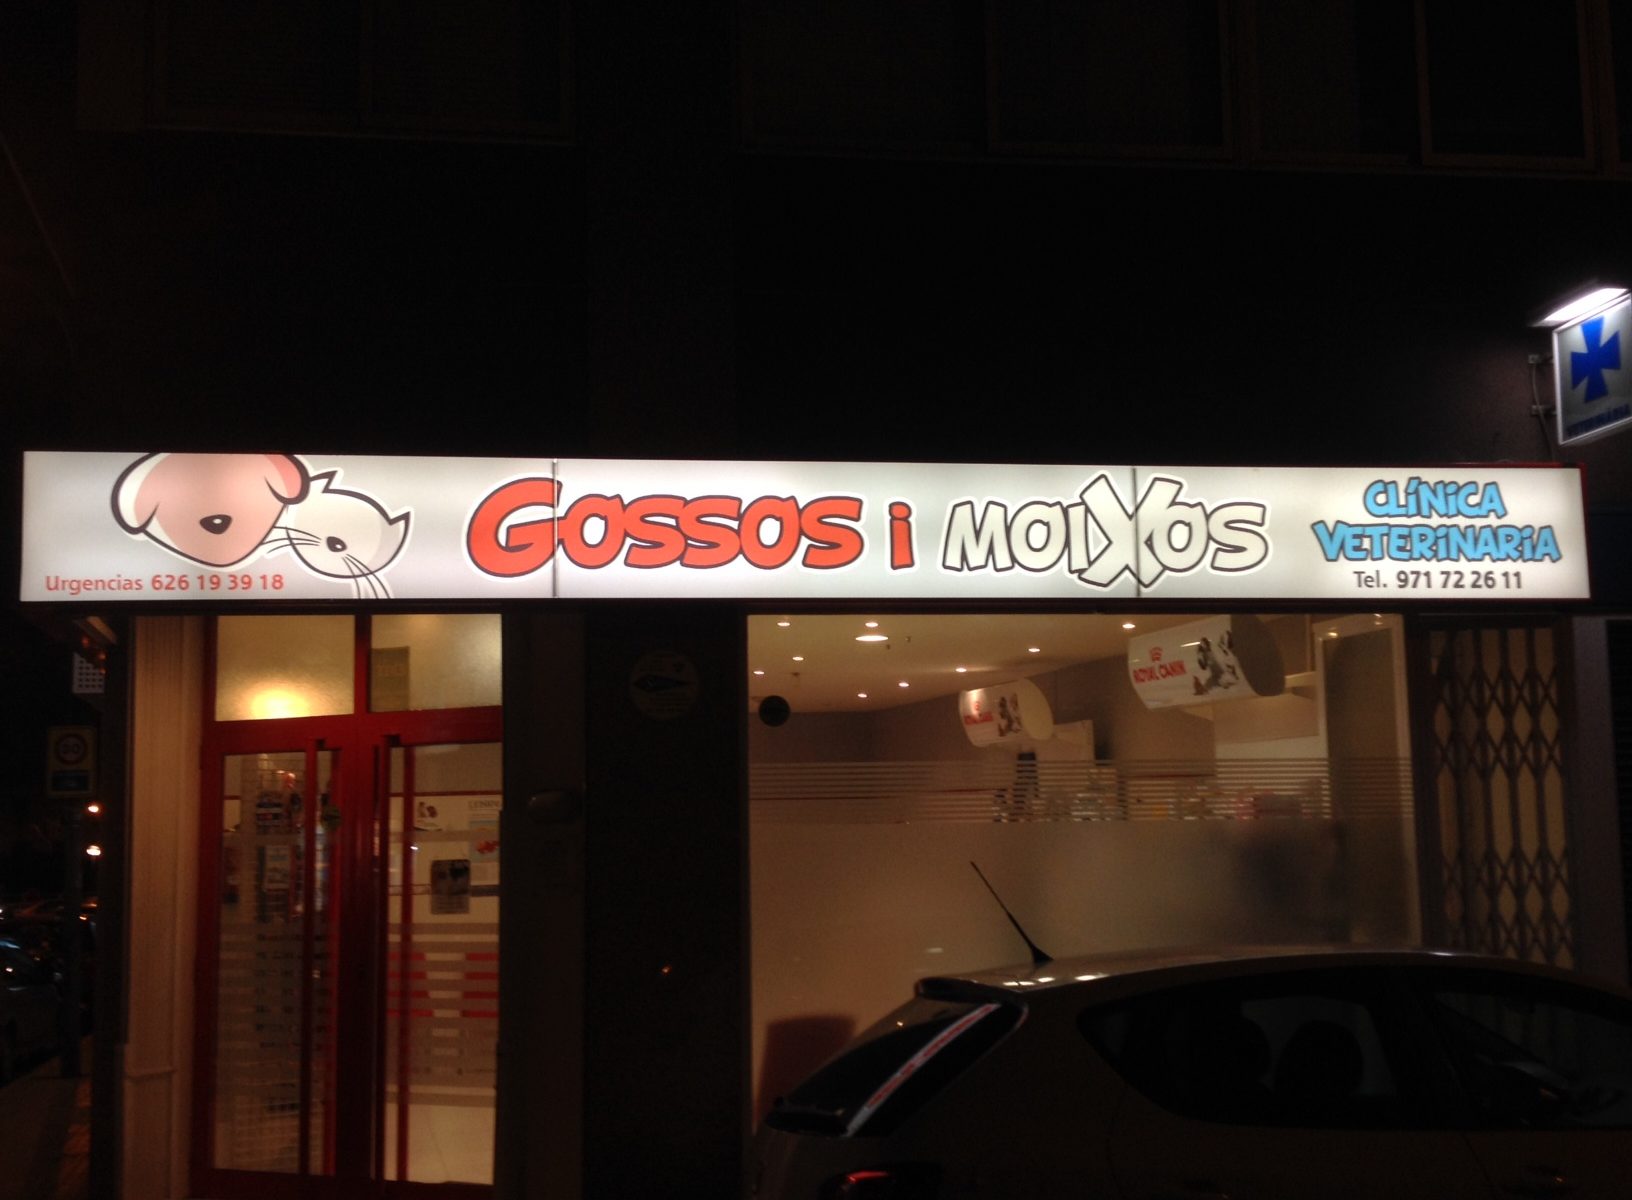 GOSSOS i MOIXOS
CLÍNICA
VETERINARIA
Tel. 971 72 26 11
Urgencias 626 19 39 18
ROYAL CANIN